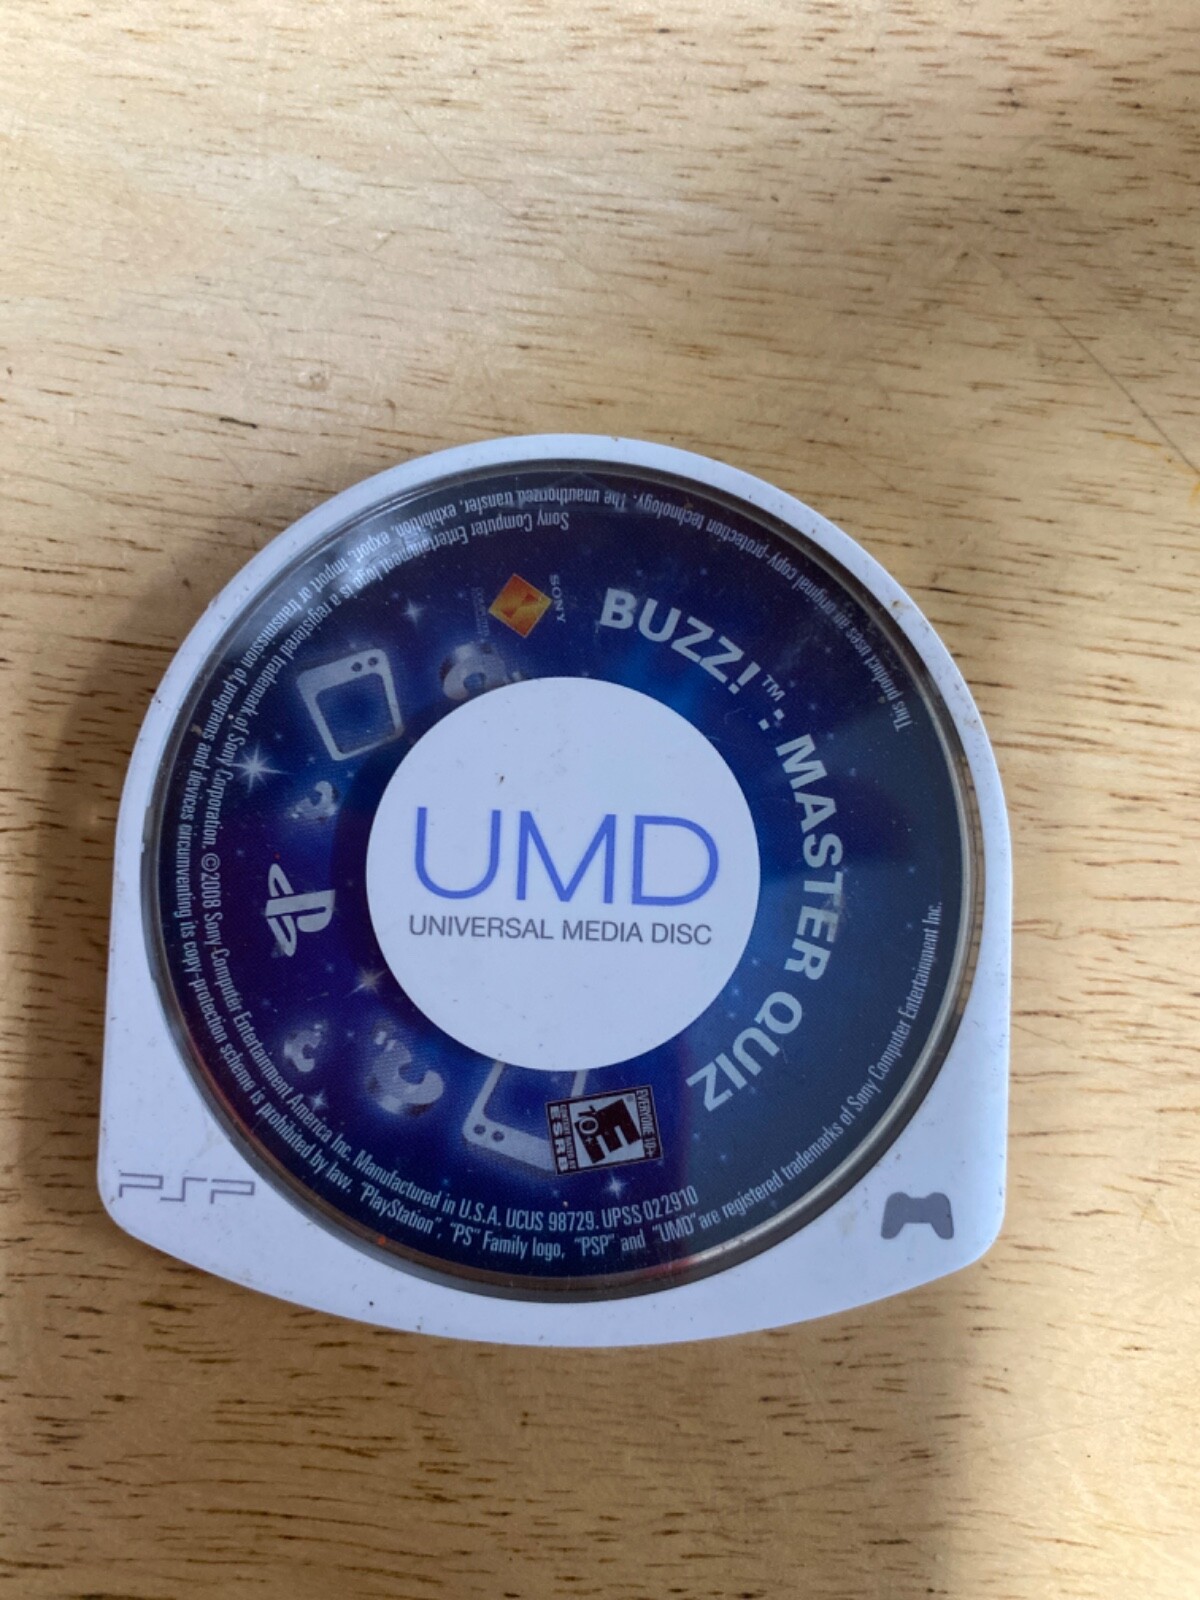 BUZZ!™: MASTER QUIZ
UMD
UNIVERSAL MEDIA DISC
SONY
EVERYONE 10+
E
10+
CONTENT RATED BY
ESRB
PSP
This product uses an original copy-protection technology. The unauthorized transfer, exhibition, export, import or transmission of programs and devices circumventing its copy-protection scheme is prohibited by law. "PlayStation", "PS" Family logo, "PSP" and "UMD" are registered trademarks of Sony Computer Entertainment Inc.
Sony Computer Entertainment logo is a registered trademark of Sony Corporation. ©2008 Sony Computer Entertainment America Inc. Manufactured in U.S.A. UCUS 98729. UPSS 022910